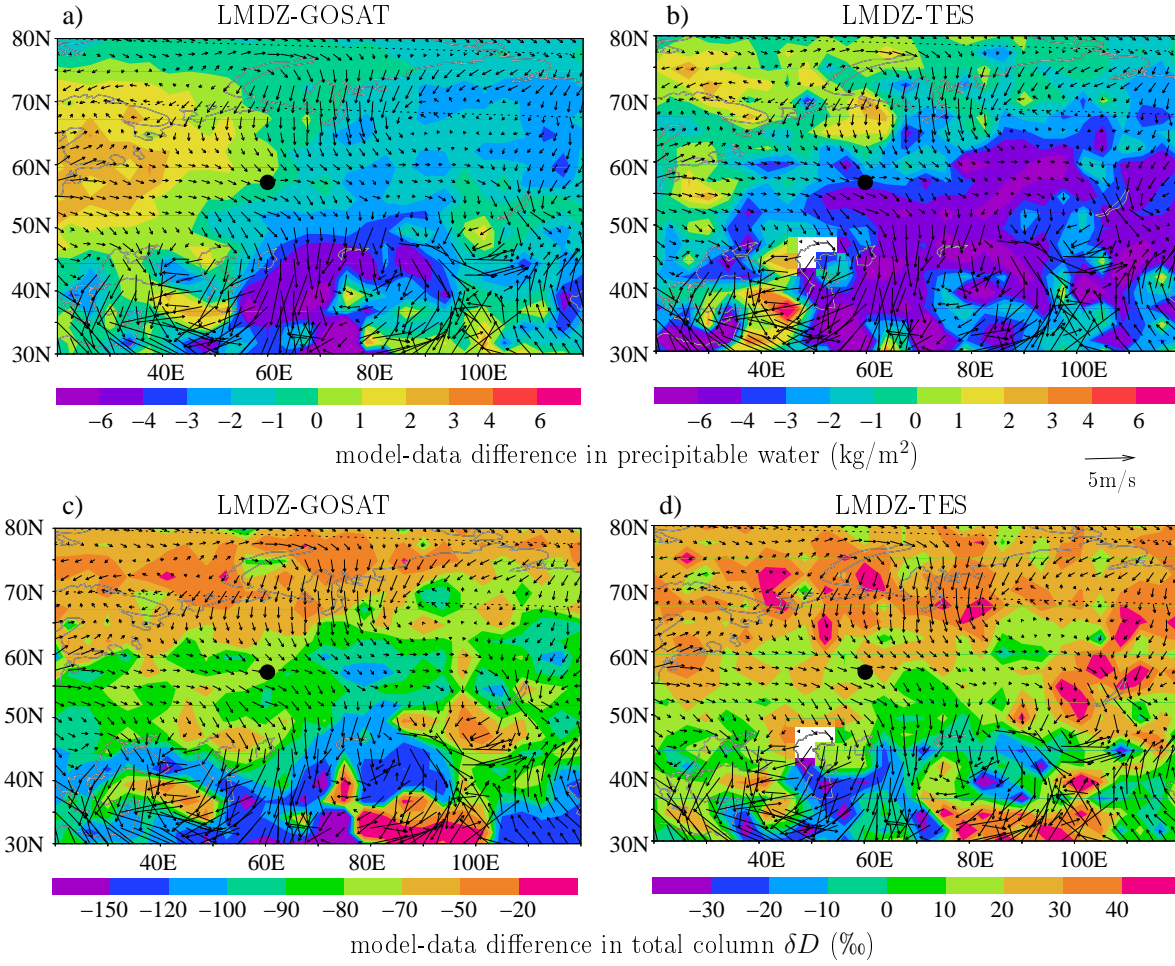 a) LMDZ-GOSAT b) LMDZ-TES
80N 80N
70N 70N
60N 60N
50N 50N
40N 40N
30N 30N
40E 60E 80E 100E 40E 60E 80E 100E
−6 −4 −3 −2 −1 0 1 2 3 4 6 −6 −4 −3 −2 −1 0 1 2 3 4 6
model-data difference in precipitable water (kg/m²)
5m/s
c) LMDZ-GOSAT d) LMDZ-TES
80N 80N
70N 70N
60N 60N
50N 50N
40N 40N
30N 30N
40E 60E 80E 100E 40E 60E 80E 100E
−150 −120 −100 −90 −80 −70 −50 −20 −30 −20 −10 0 10 20 30 40
model-data difference in total column δD (‰)